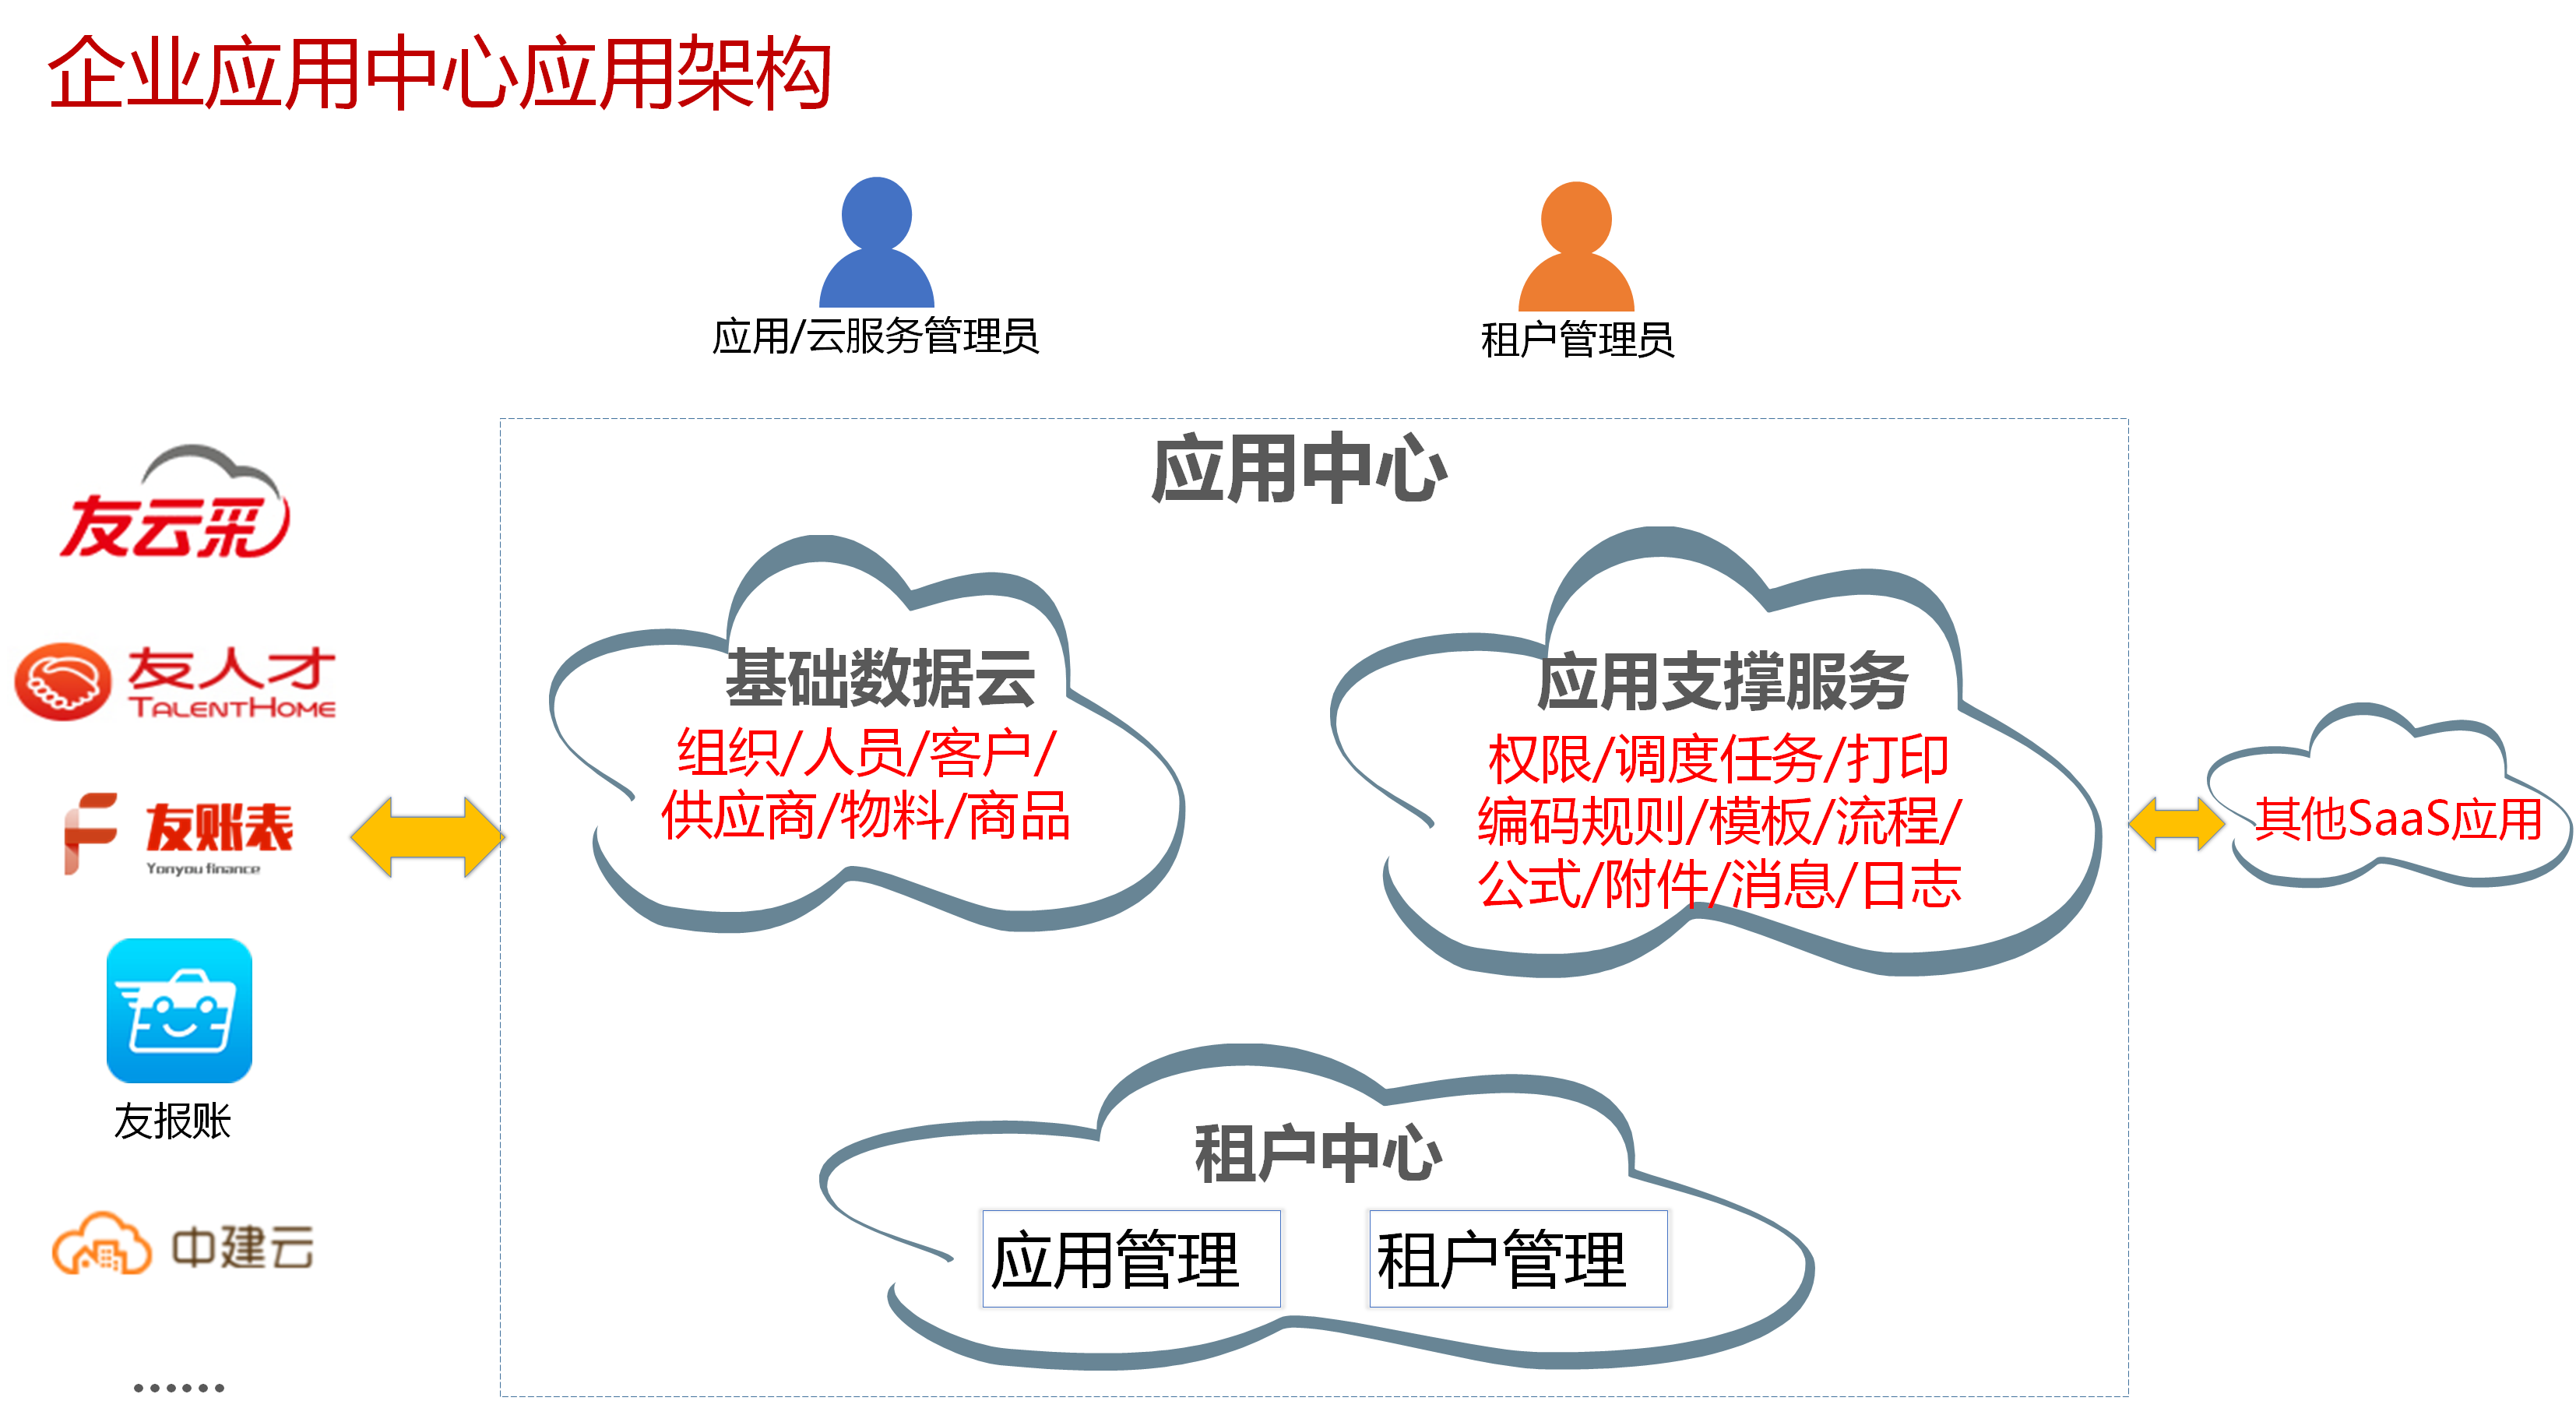 企业应用中心应用架构
应用/云服务管理员
租户管理员
应用中心
友云采
友人才
TALENTHOME
友账表
Yonyou finance
友报账
中建云
......
基础数据云
组织/人员/客户/
供应商/物料/商品
应用支撑服务
权限/调度任务/打印
编码规则/模板/流程/
公式/附件/消息/日志
租户中心
应用管理
租户管理
其他SaaS应用